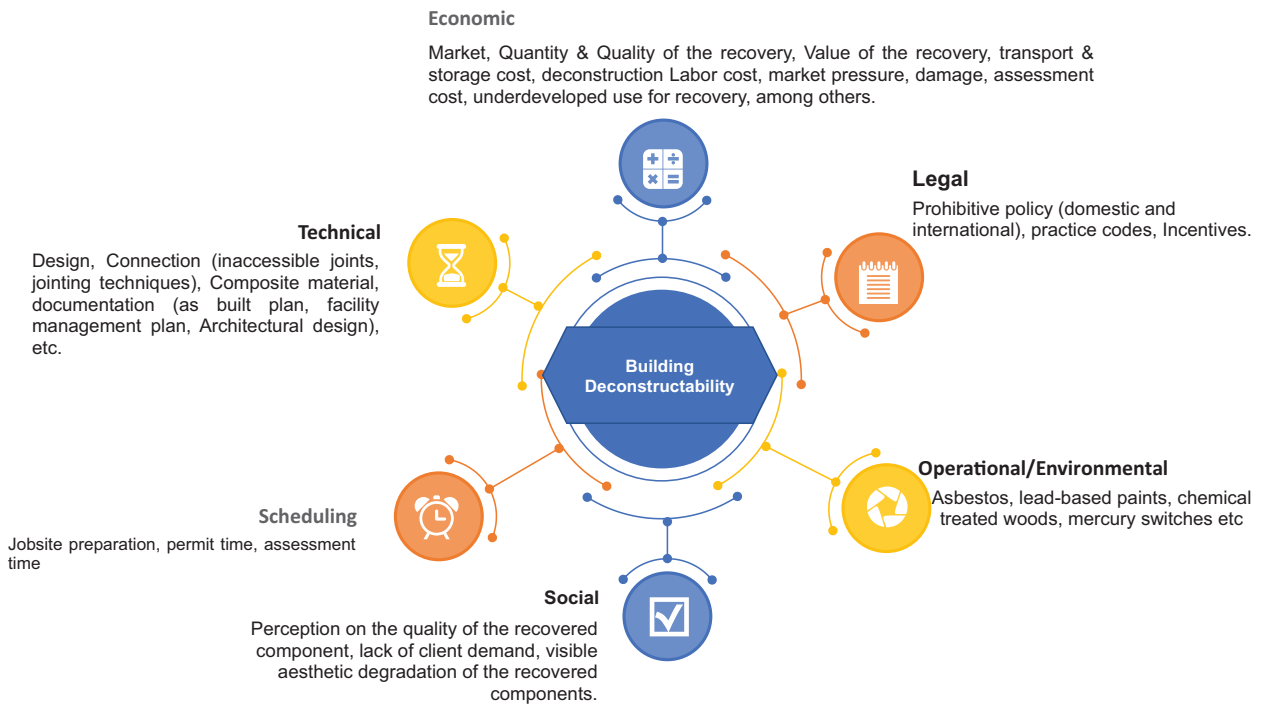 Economic
Market, Quantity & Quality of the recovery, Value of the recovery, transport &
storage cost, deconstruction Labor cost, market pressure, damage, assessment
cost, underdeveloped use for recovery, among others.
Legal
Prohibitive policy (domestic and
international), practice codes, Incentives.
Technical
Design, Connection (inaccessible joints,
jointing techniques), Composite material,
documentation (as built plan, facility
management plan, Architectural design),
etc.
Building
Deconstructability
Operational/Environmental
Asbestos, lead-based paints, chemical
treated woods, mercury switches etc
Scheduling
Jobsite preparation, permit time, assessment
time
Social
Perception on the quality of the recovered
component, lack of client demand, visible
aesthetic degradation of the recovered
components.